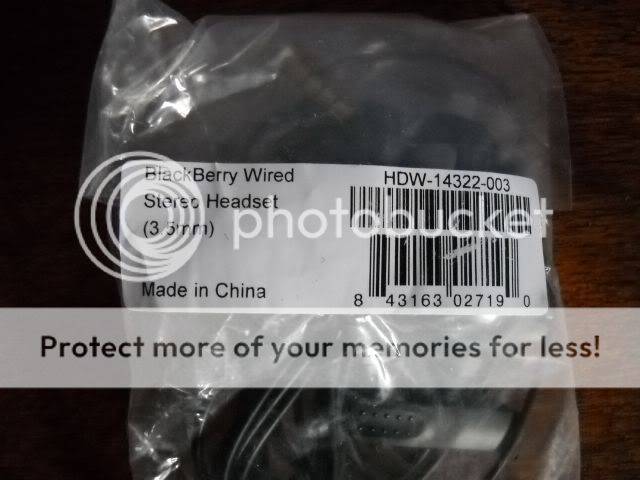 BlackBerry Wired
Stereo Headset
(3.5mm)
Made in China
HDW-14322-003
8 43163 02719 0
photobucket
Protect more of your memories for less!